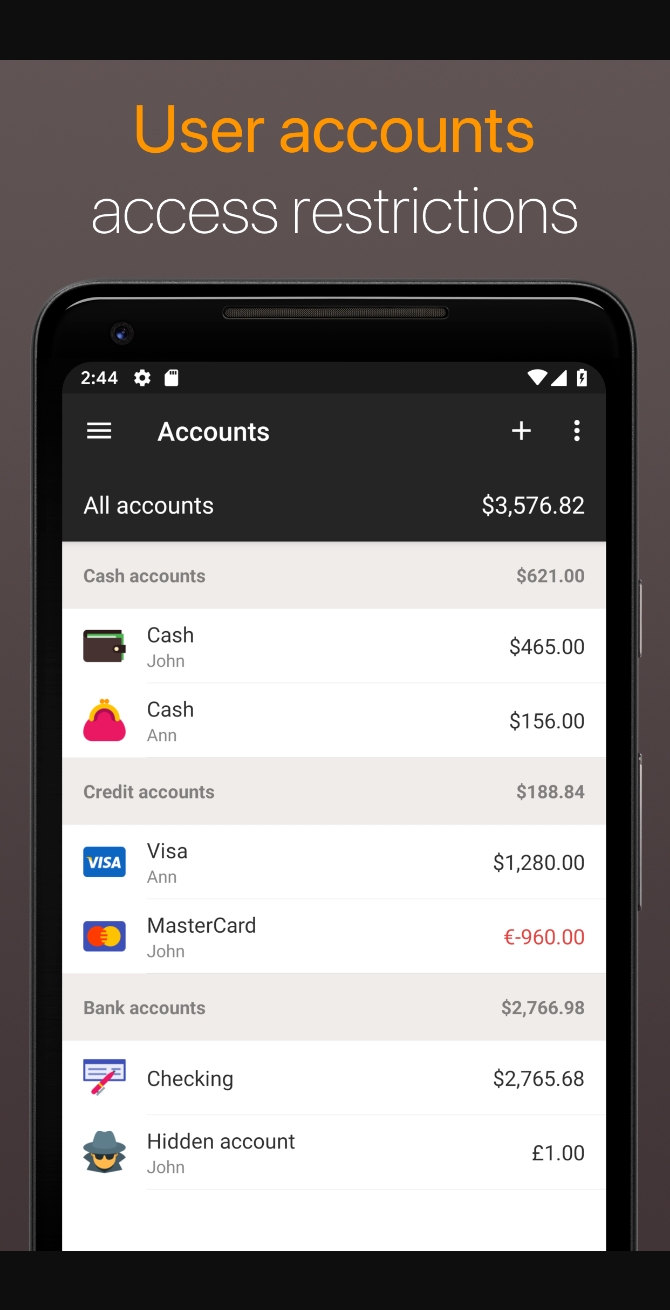 User accounts
access restrictions
2:44
Accounts
All accounts $3,576.82
Cash accounts $621.00
Cash $465.00
John
Cash $156.00
Ann
Credit accounts $188.84
VISA Visa $1,280.00
Ann
MasterCard €-960.00
John
Bank accounts $2,766.98
Checking $2,765.68
Hidden account £1.00
John